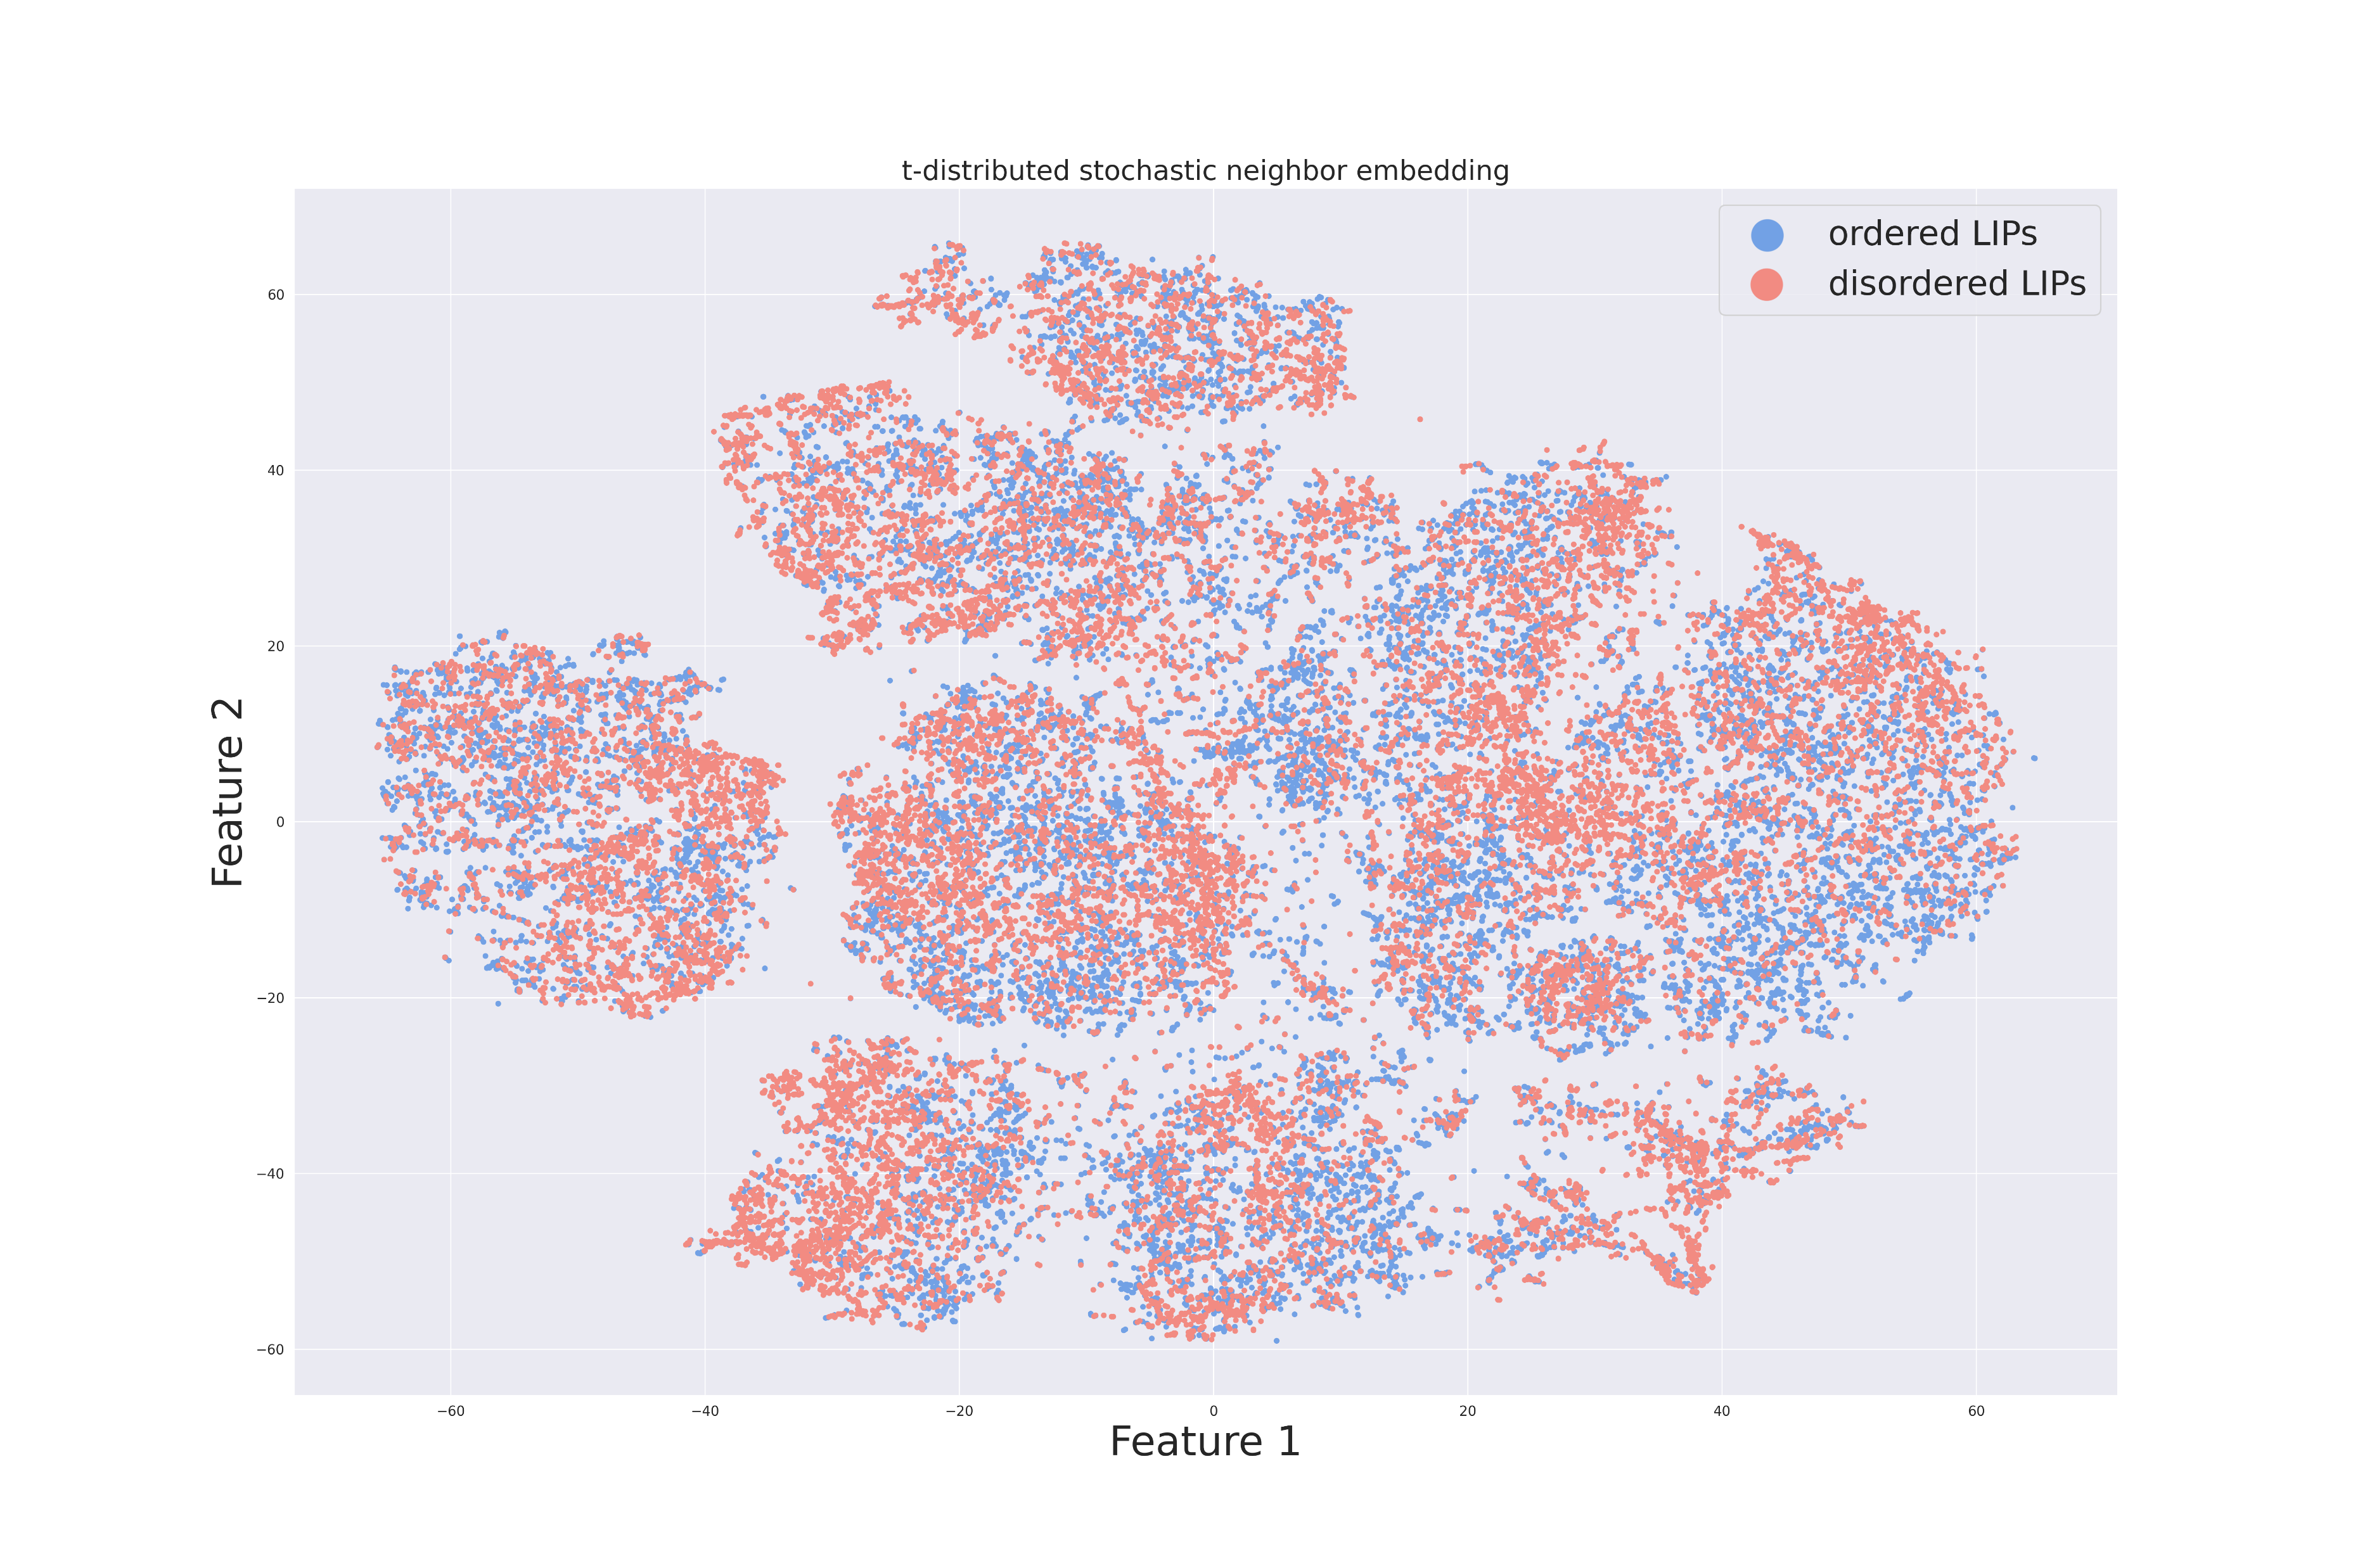 t-distributed stochastic neighbor embedding
ordered LIPs
disordered LIPs
60
40
20
0
−20
−40
−60
Feature 2
−60 −40 −20 0 20 40 60
Feature 1